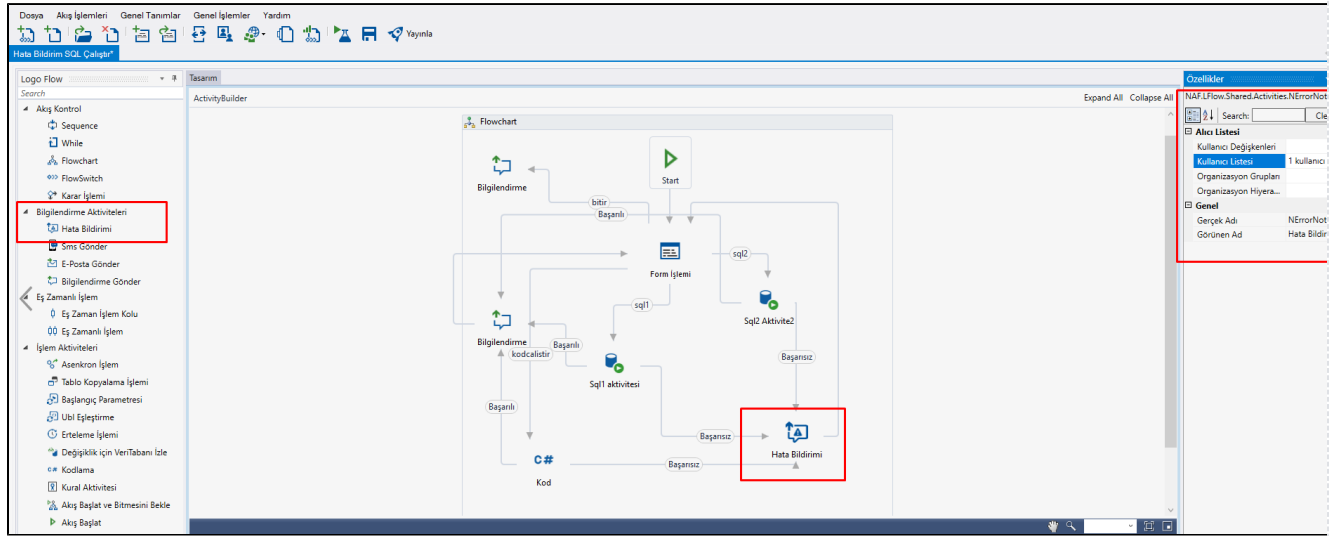 Dosya Akış İşlemleri Genel Tanımlar Genel İşlemler Yardım
Yayınla
Hata Bildirim SQL Çalıştır*
Logo Flow
Search
Akış Kontrol
Sequence
While
Flowchart
FlowSwitch
Karar İşlemi
Bilgilendirme Aktiviteleri
Hata Bildirimi
Sms Gönder
E-Posta Gönder
Bilgilendirme Gönder
Eş Zamanlı İşlem
Eş Zaman İşlem Kolu
Eş Zamanlı İşlem
İşlem Aktiviteleri
Asenkron İşlem
Tablo Kopyalama İşlemi
Başlangıç Parametresi
Ubl Eşleştirme
Erteleme İşlemi
Değişiklik için VeriTabanı İzle
C# Kodlama
Kural Aktivitesi
Akış Başlat ve Bitmesini Bekle
Akış Başlat
Tasarım
ActivityBuilder
Expand All Collapse All
Flowchart
Start
Bilgilendirme
bitir
Başarılı
Form İşlemi
sql2
sql1
Sql2 Aktivite2
Bilgilendirme
Başarılı
kodcalistir
Başarısız
Sql1 aktivitesi
Başarılı
Başarısız
Hata Bildirimi
C#
Başarısız
Kod
Özellikler
NAF.LFlow.Shared.Activities.NErrorNot
Search:
Cle
Alıcı Listesi
Kullanıcı Değişkenleri
Kullanıcı Listesi 1 kullanıcı
Organizasyon Grupları
Organizasyon Hiyera...
Genel
Gerçek Adı NErrorNot
Görünen Ad Hata Bildir